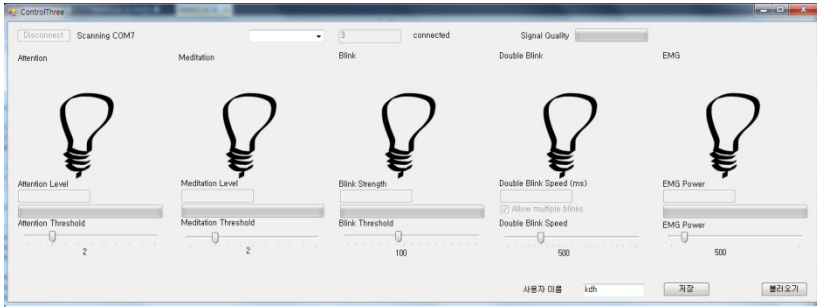 ControlThree
Disconnect Scanning COM7 3 connected Signal Quality
Attention Meditation Blink Double Blink EMG
Attention Level Meditation Level Blink Strength Double Blink Speed (ms) EMG Power
Allow multiple blinks
Attention Threshold Meditation Threshold Blink Threshold Double Blink Speed EMG Power
2 2 100 500 500
사용자 이름 kdh 저장 불러오기